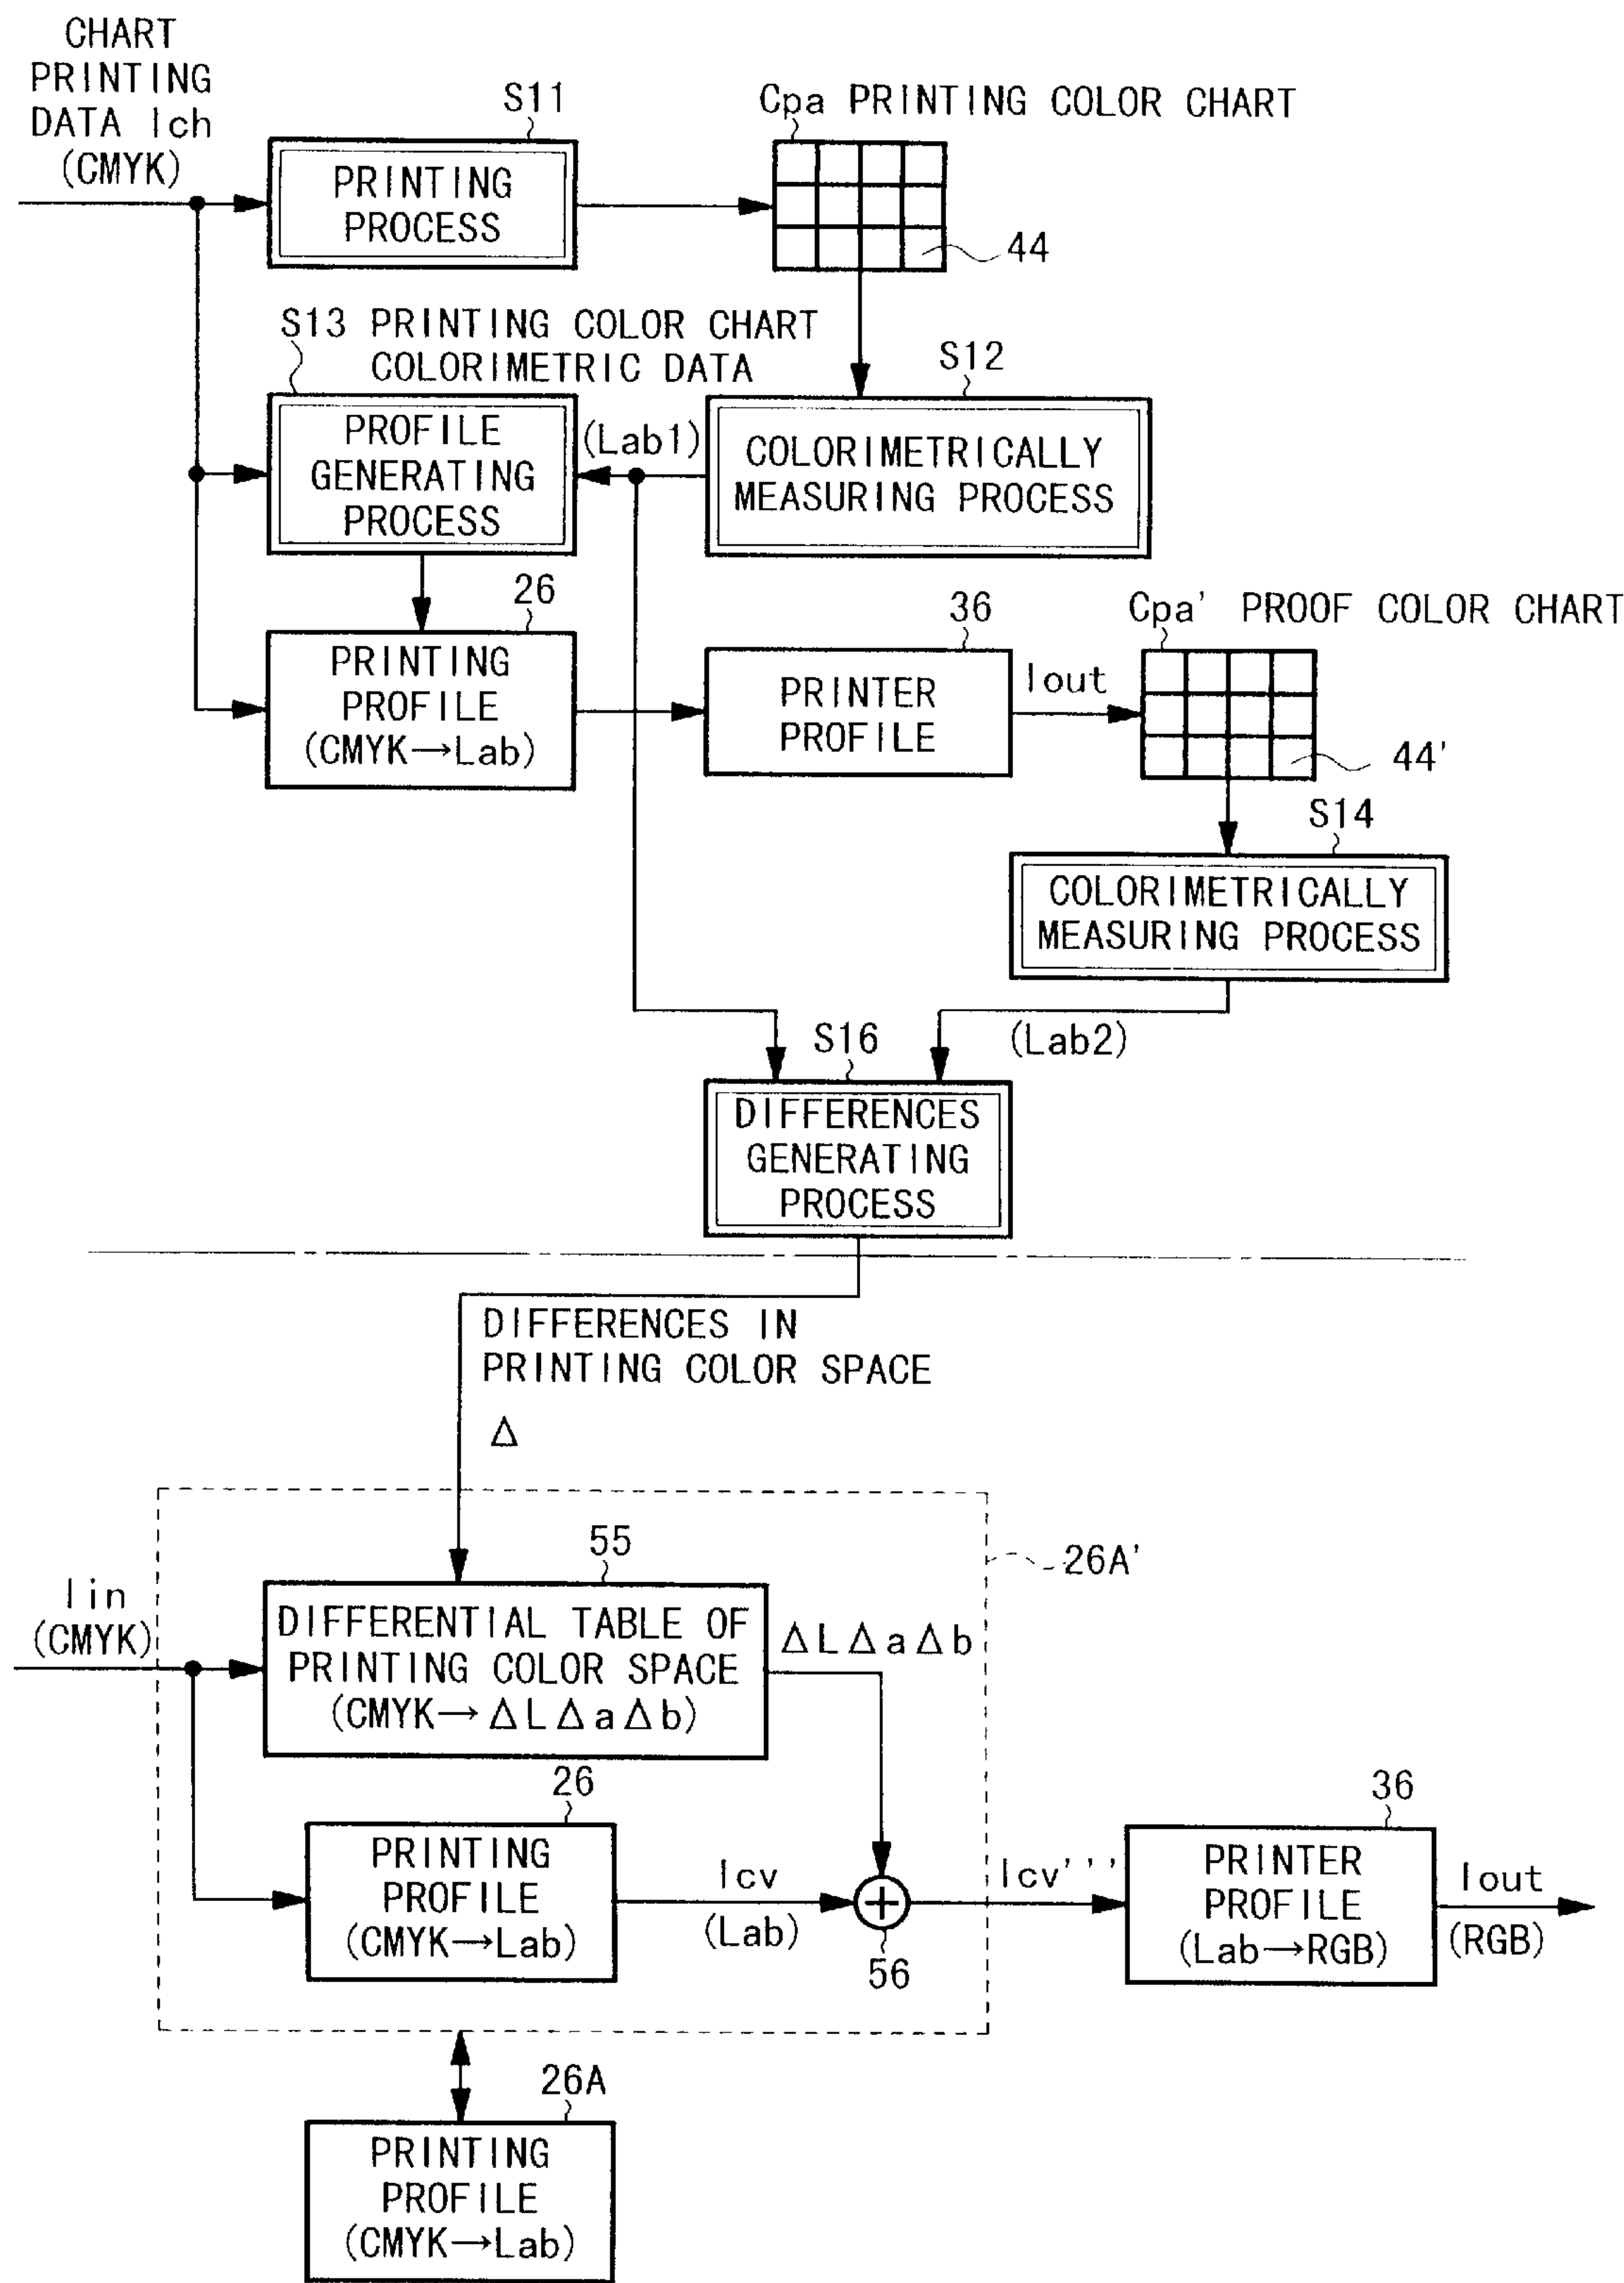 CHART
PRINTING
DATA Ich
(CMYK)
S11
PRINTING
PROCESS
Cpa PRINTING COLOR CHART
44
S13 PRINTING COLOR CHART
COLORIMETRIC DATA
PROFILE
GENERATING
PROCESS
(Lab1)
S12
COLORIMETRICALLY
MEASURING PROCESS
26
PRINTING
PROFILE
(CMYK→Lab)
36
PRINTER
PROFILE
Iout
Cpa' PROOF COLOR CHART
44'
S14
COLORIMETRICALLY
MEASURING PROCESS
(Lab2)
S16
DIFFERENCES
GENERATING
PROCESS
DIFFERENCES IN
PRINTING COLOR SPACE
Δ
26A'
Iin
(CMYK)
55
DIFFERENTIAL TABLE OF
PRINTING COLOR SPACE
(CMYK→ΔLΔaΔb)
ΔLΔaΔb
26
PRINTING
PROFILE
(CMYK→Lab)
Icv
(Lab)
56
Icv'''
36
PRINTER
PROFILE
(Lab→RGB)
Iout
(RGB)
26A
PRINTING
PROFILE
(CMYK→Lab)